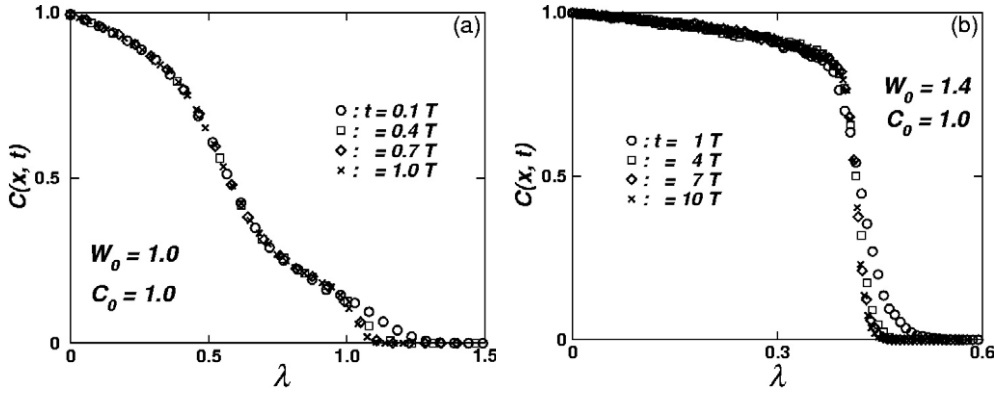 (a)
1.0
0.5
0
C(x, t)
○ : t = 0.1 T
□ : = 0.4 T
◇ : = 0.7 T
× : = 1.0 T
W0 = 1.0
C0 = 1.0
0 0.5 1.0 1.5
λ
(b)
1.0
0.5
0
C(x, t)
W0 = 1.4
C0 = 1.0
○ : t = 1 T
□ : = 4 T
◇ : = 7 T
× : = 10 T
0 0.3 0.6
λ